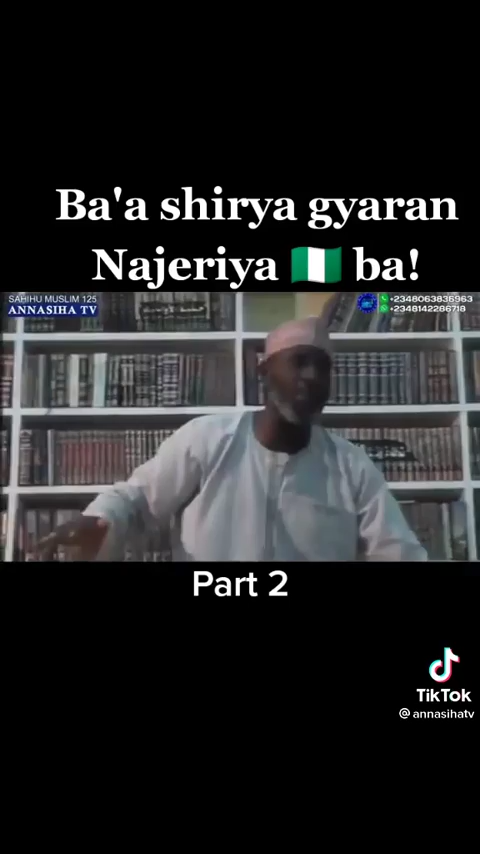 Ba'a shirya gyaran
Najeriya 🇳🇬 ba!
SAHIHU MUSLIM 125
ANNASIHA TV
+2348063836963
+2348142286718
Part 2
TikTok
@annasihatv